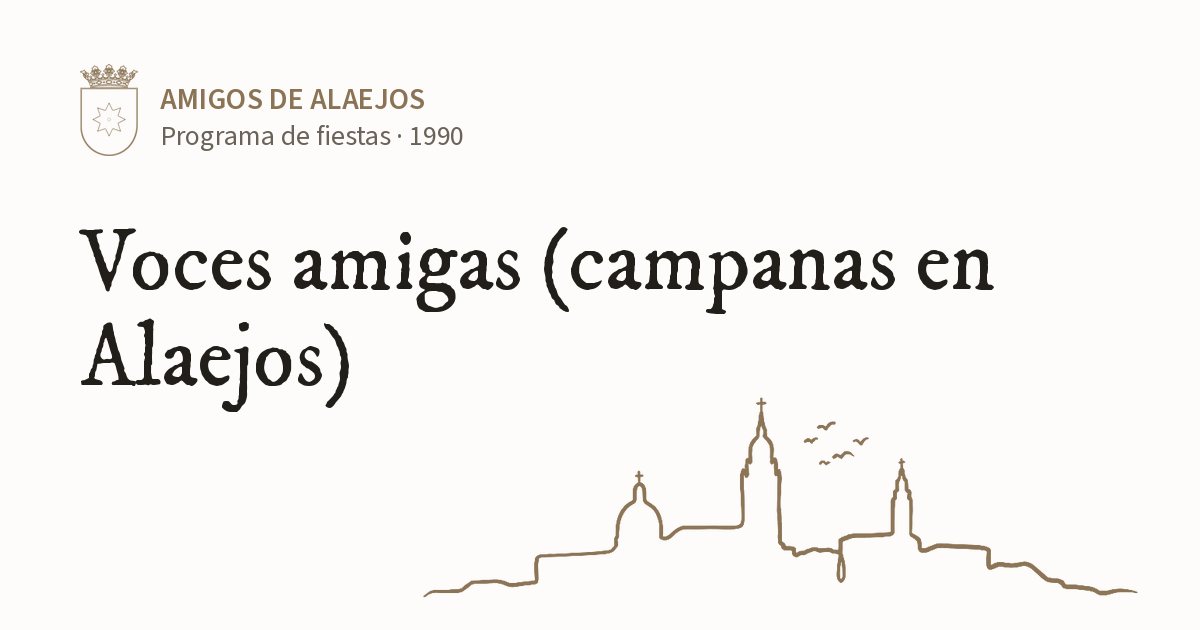 AMIGOS DE ALAEJOS
Programa de fiestas · 1990
Voces amigas (campanas en
Alaejos)